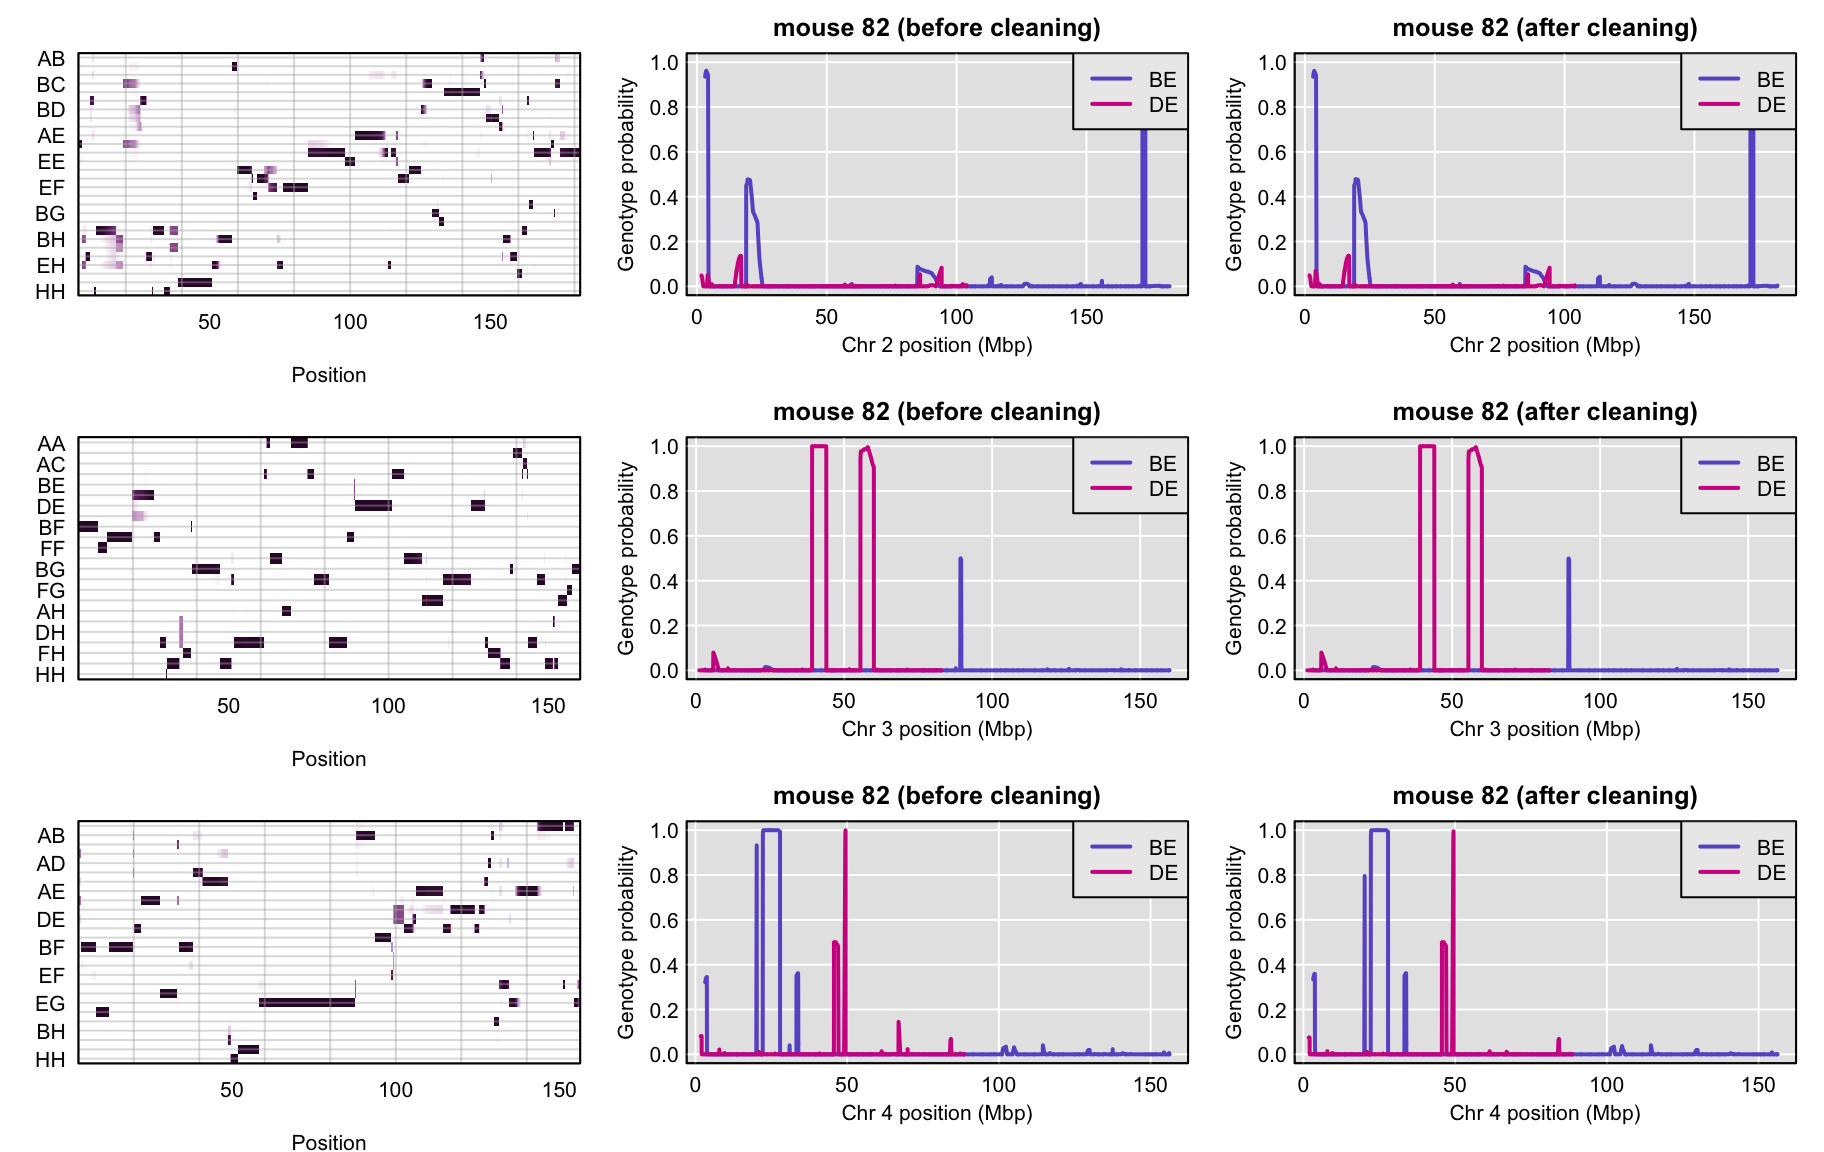 AB
BC
BD
AE
EE
EF
BG
BH
EH
HH
50 100 150
Position
mouse 82 (before cleaning)
Genotype probability
1.0
0.8
0.6
0.4
0.2
0.0
BE
DE
0 50 100 150
Chr 2 position (Mbp)
mouse 82 (after cleaning)
Genotype probability
1.0
0.8
0.6
0.4
0.2
0.0
BE
DE
0 50 100 150
Chr 2 position (Mbp)
AA
AC
BE
DE
BF
FF
BG
FG
AH
DH
FH
HH
50 100 150
Position
mouse 82 (before cleaning)
Genotype probability
1.0
0.8
0.6
0.4
0.2
0.0
BE
DE
0 50 100 150
Chr 3 position (Mbp)
mouse 82 (after cleaning)
Genotype probability
1.0
0.8
0.6
0.4
0.2
0.0
BE
DE
0 50 100 150
Chr 3 position (Mbp)
AB
AD
AE
DE
BF
EF
EG
BH
HH
50 100 150
Position
mouse 82 (before cleaning)
Genotype probability
1.0
0.8
0.6
0.4
0.2
0.0
BE
DE
0 50 100 150
Chr 4 position (Mbp)
mouse 82 (after cleaning)
Genotype probability
1.0
0.8
0.6
0.4
0.2
0.0
BE
DE
0 50 100 150
Chr 4 position (Mbp)